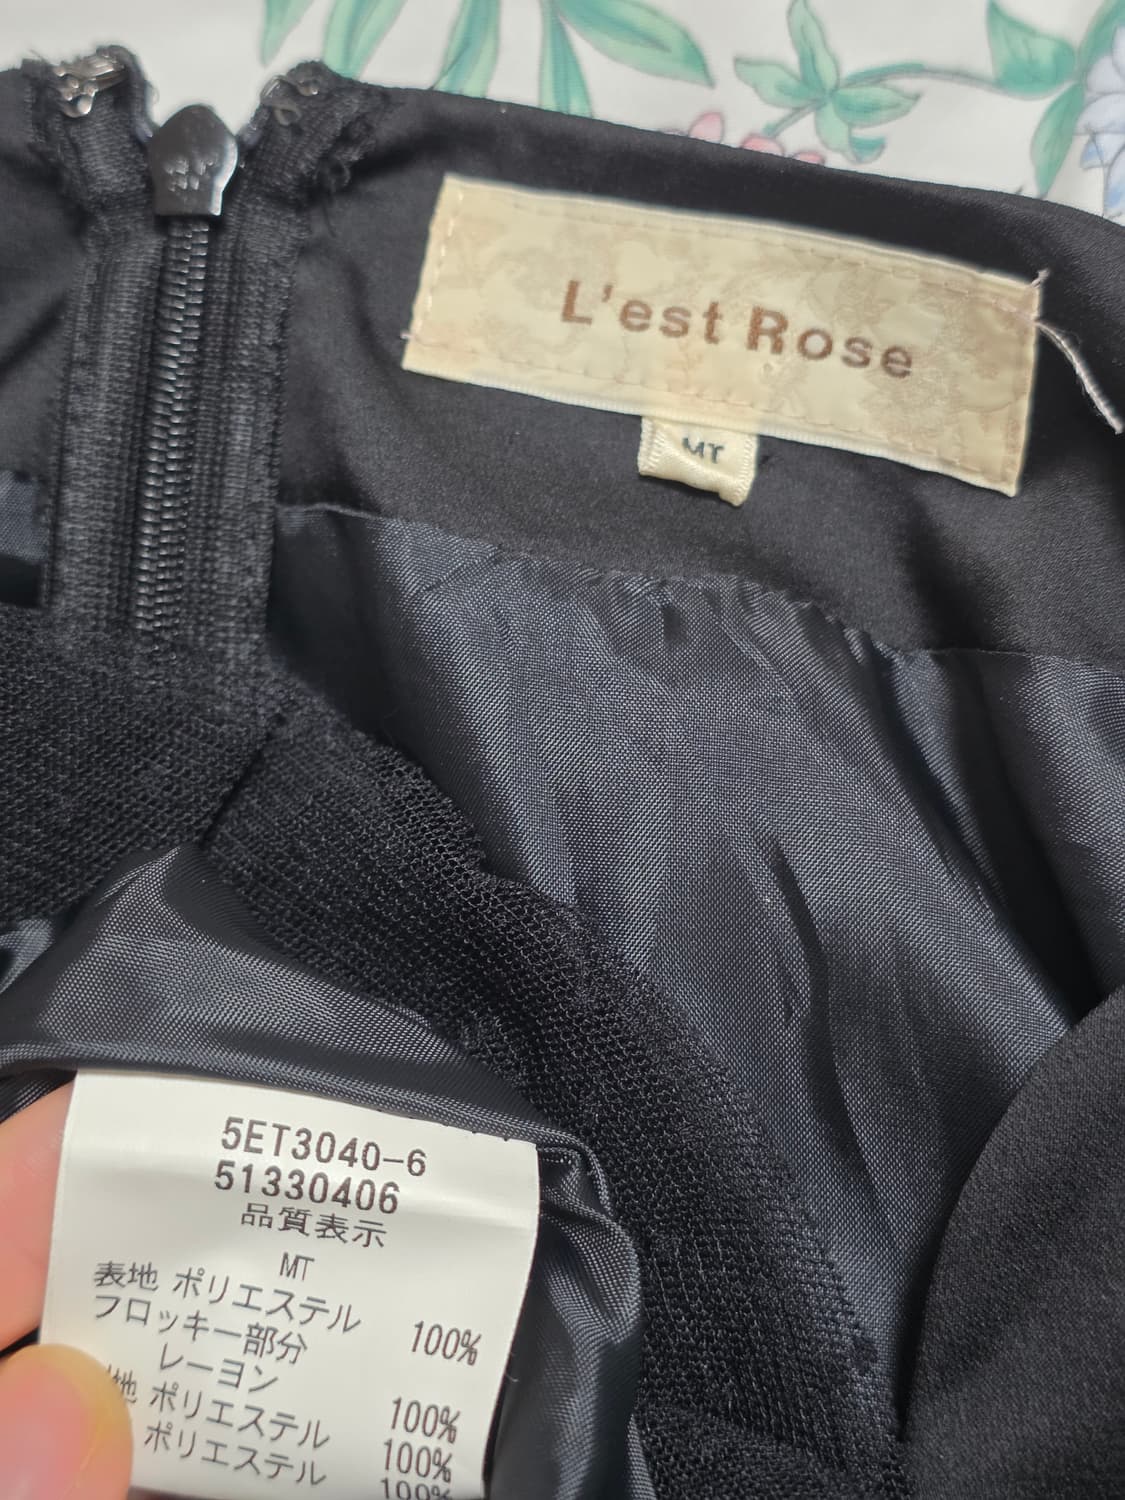 L'est Rose
MT
5ET3040-6
51330406
品質表示
MT
表地 ポリエステル 100%
フロッキー部分
レーヨン 100%
地 ポリエステル 100%
ポリエステル 100%